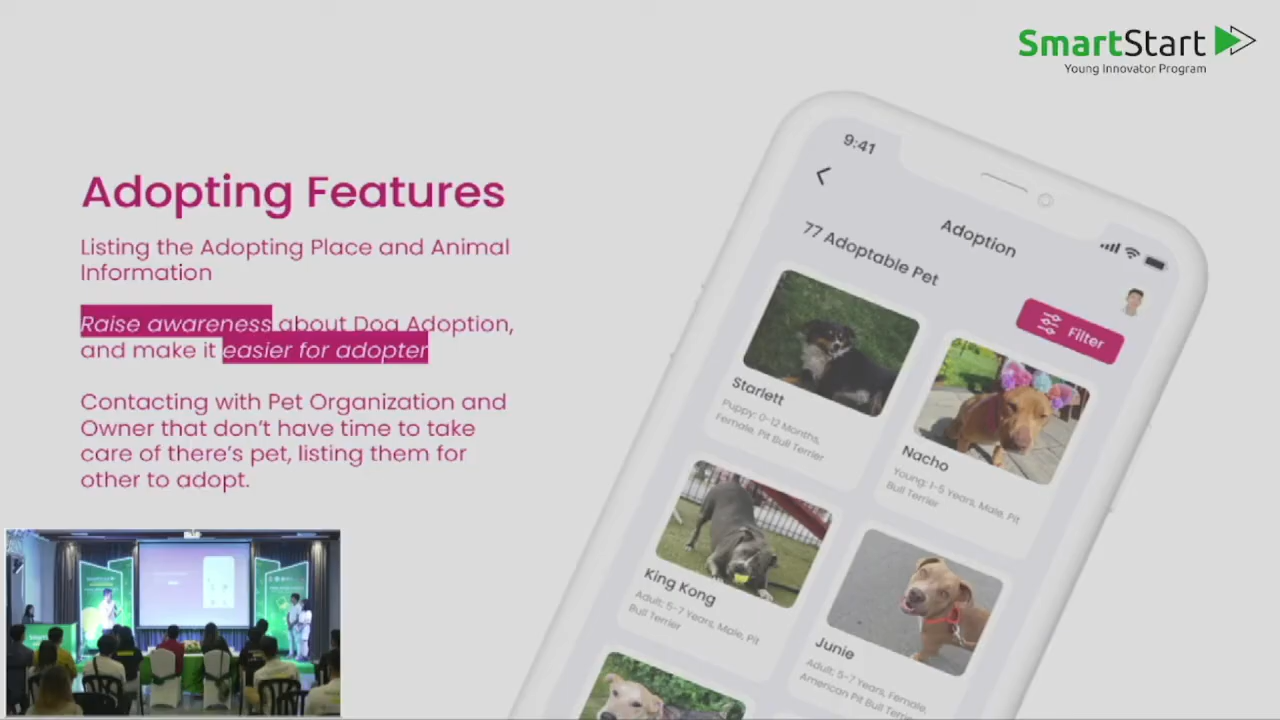 SmartStart
Young Innovator Program
Adopting Features
Listing the Adopting Place and Animal
Information
Raise awareness about Dog Adoption,
and make it easier for adopter
Contacting with Pet Organization and
Owner that don't have time to take
care of there's pet, listing them for
other to adopt.
9:41
Adoption
77 Adoptable Pet
Filter
Starlett
Puppy: 0-12 Months,
Female, Pit Bull Terrier
Nacho
Young: 1-5 Years, Male, Pit
Bull Terrier
King Kong
Adult; 5-7 Years, Male, Pit
Bull Terrier
Junie
Adult; 5-7 Years, Female,
American Pit Bull Terrier